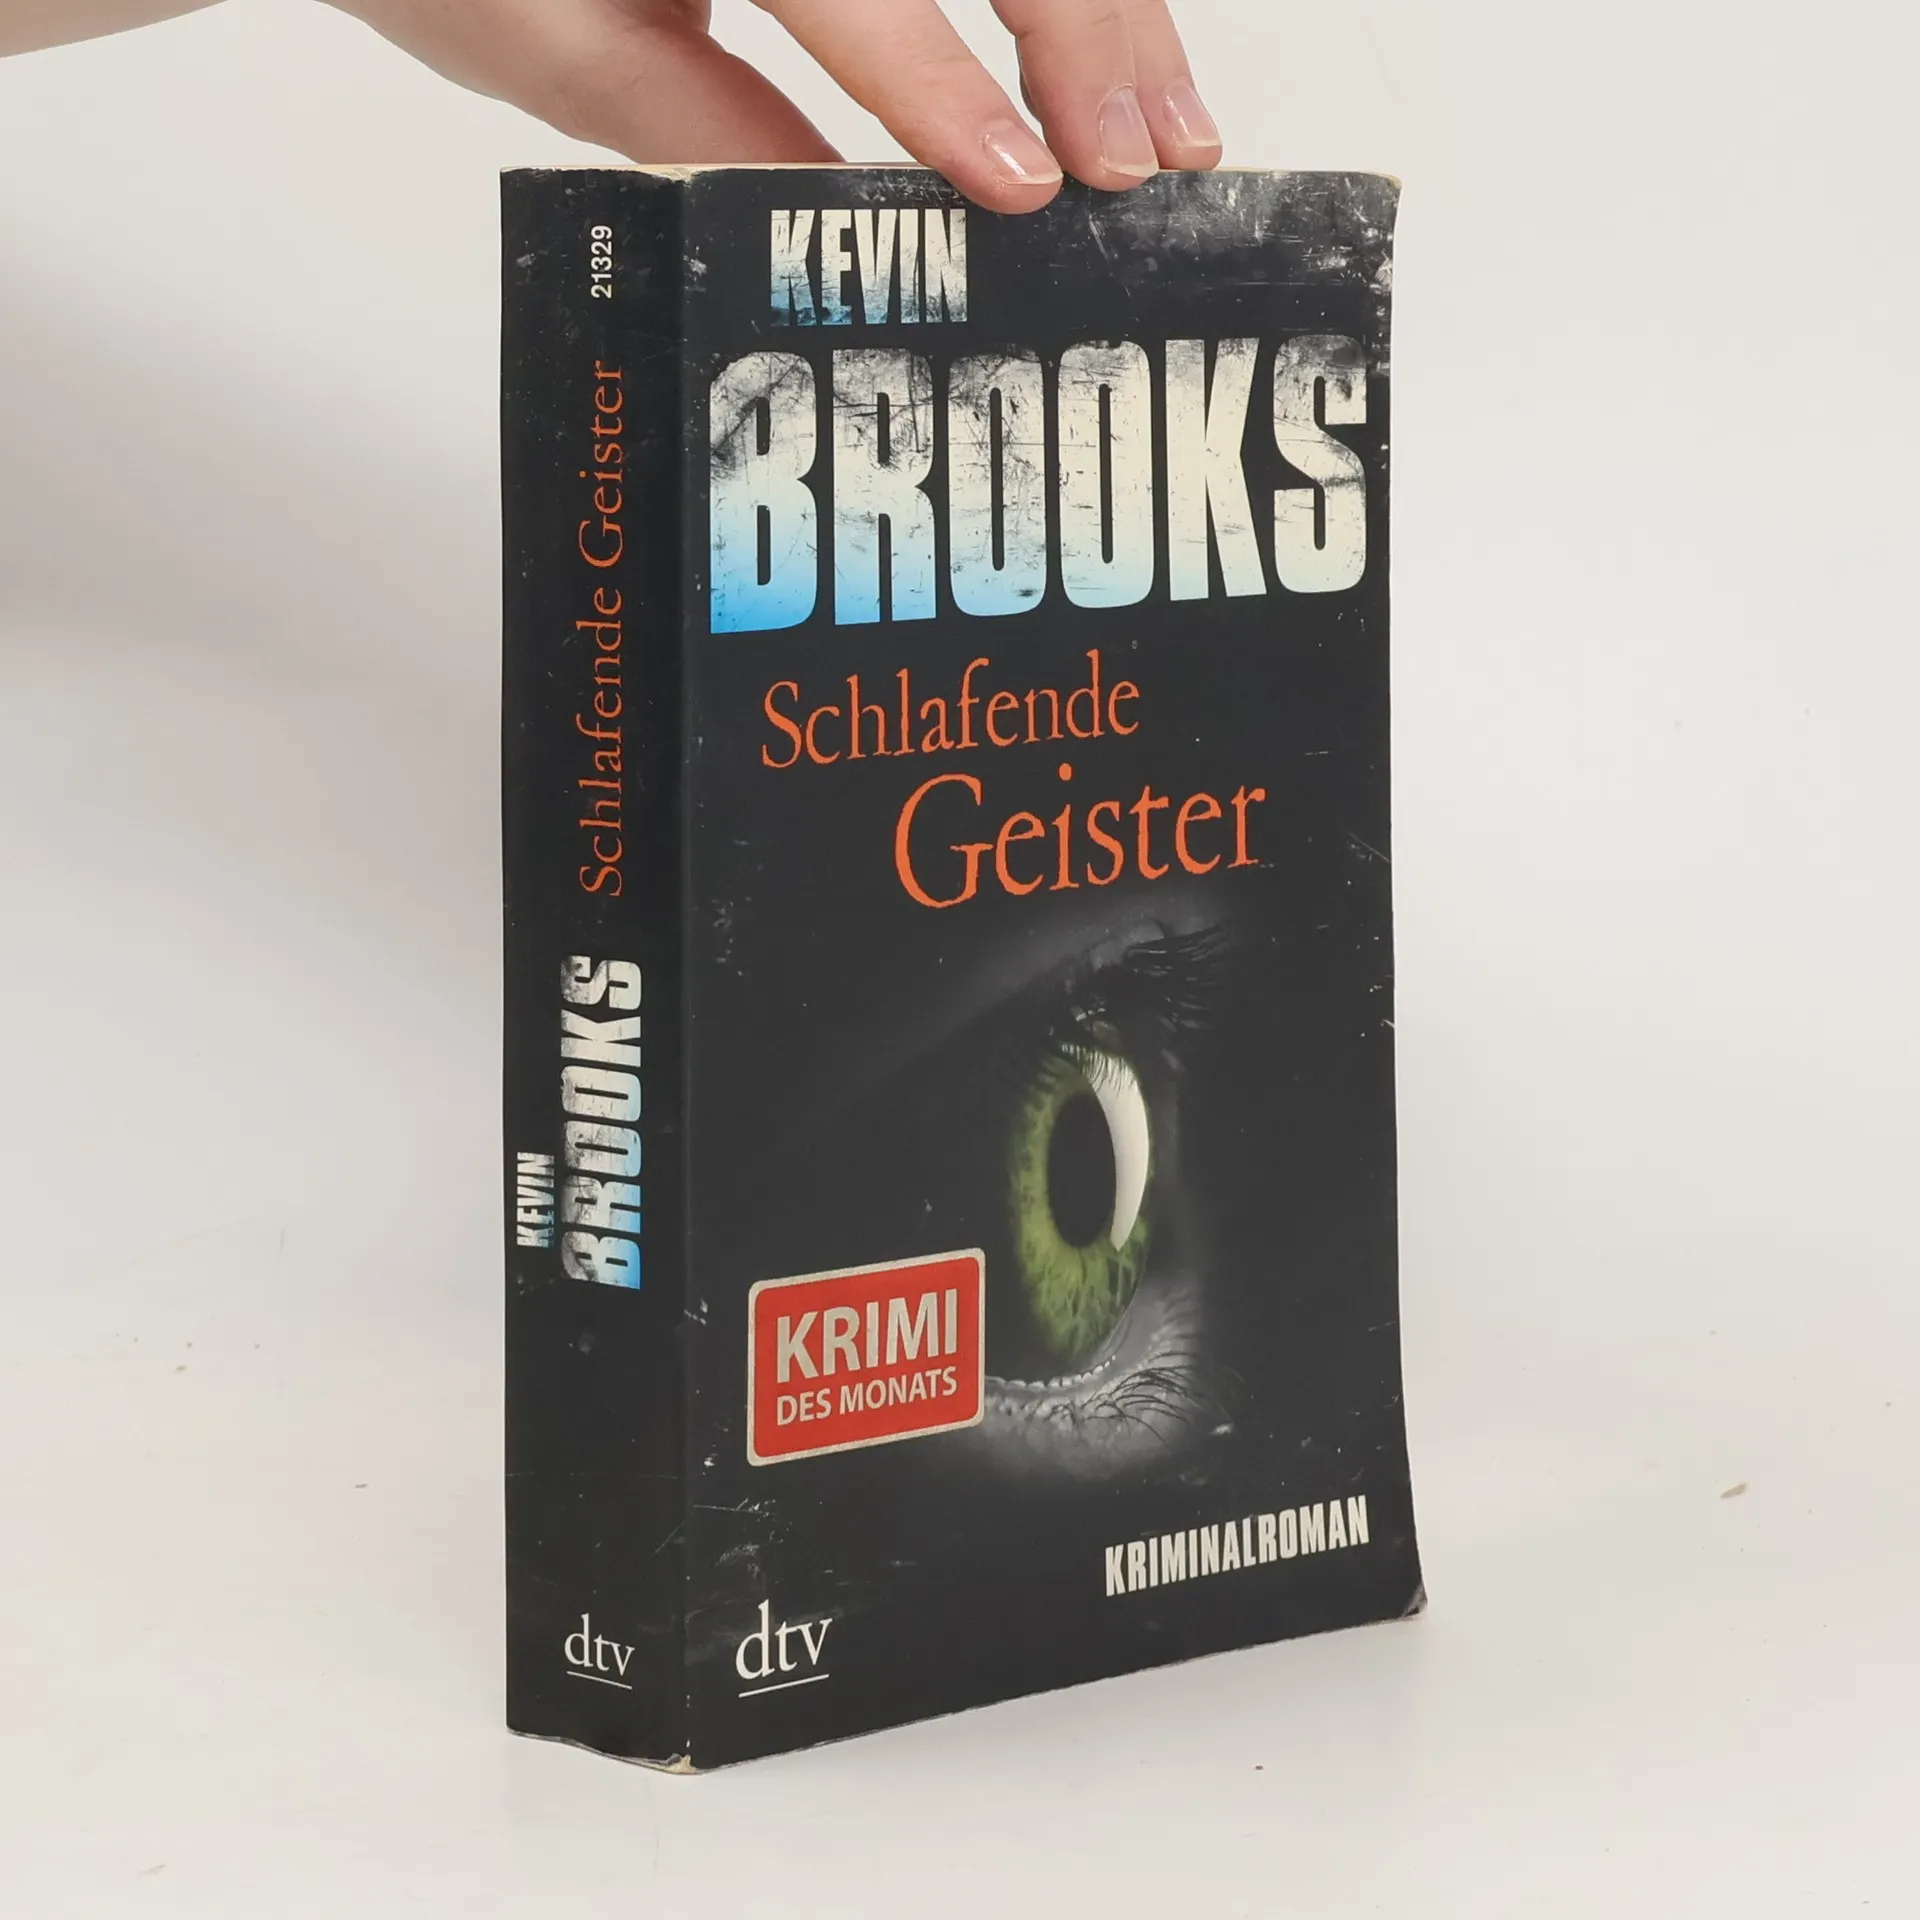 21329
Schlafende Geister
KEVIN
BROOKS
dtv
KEVIN
BROOKS
Schlafende
Geister
KRIMI
DES MONATS
KRIMINALROMAN
dtv